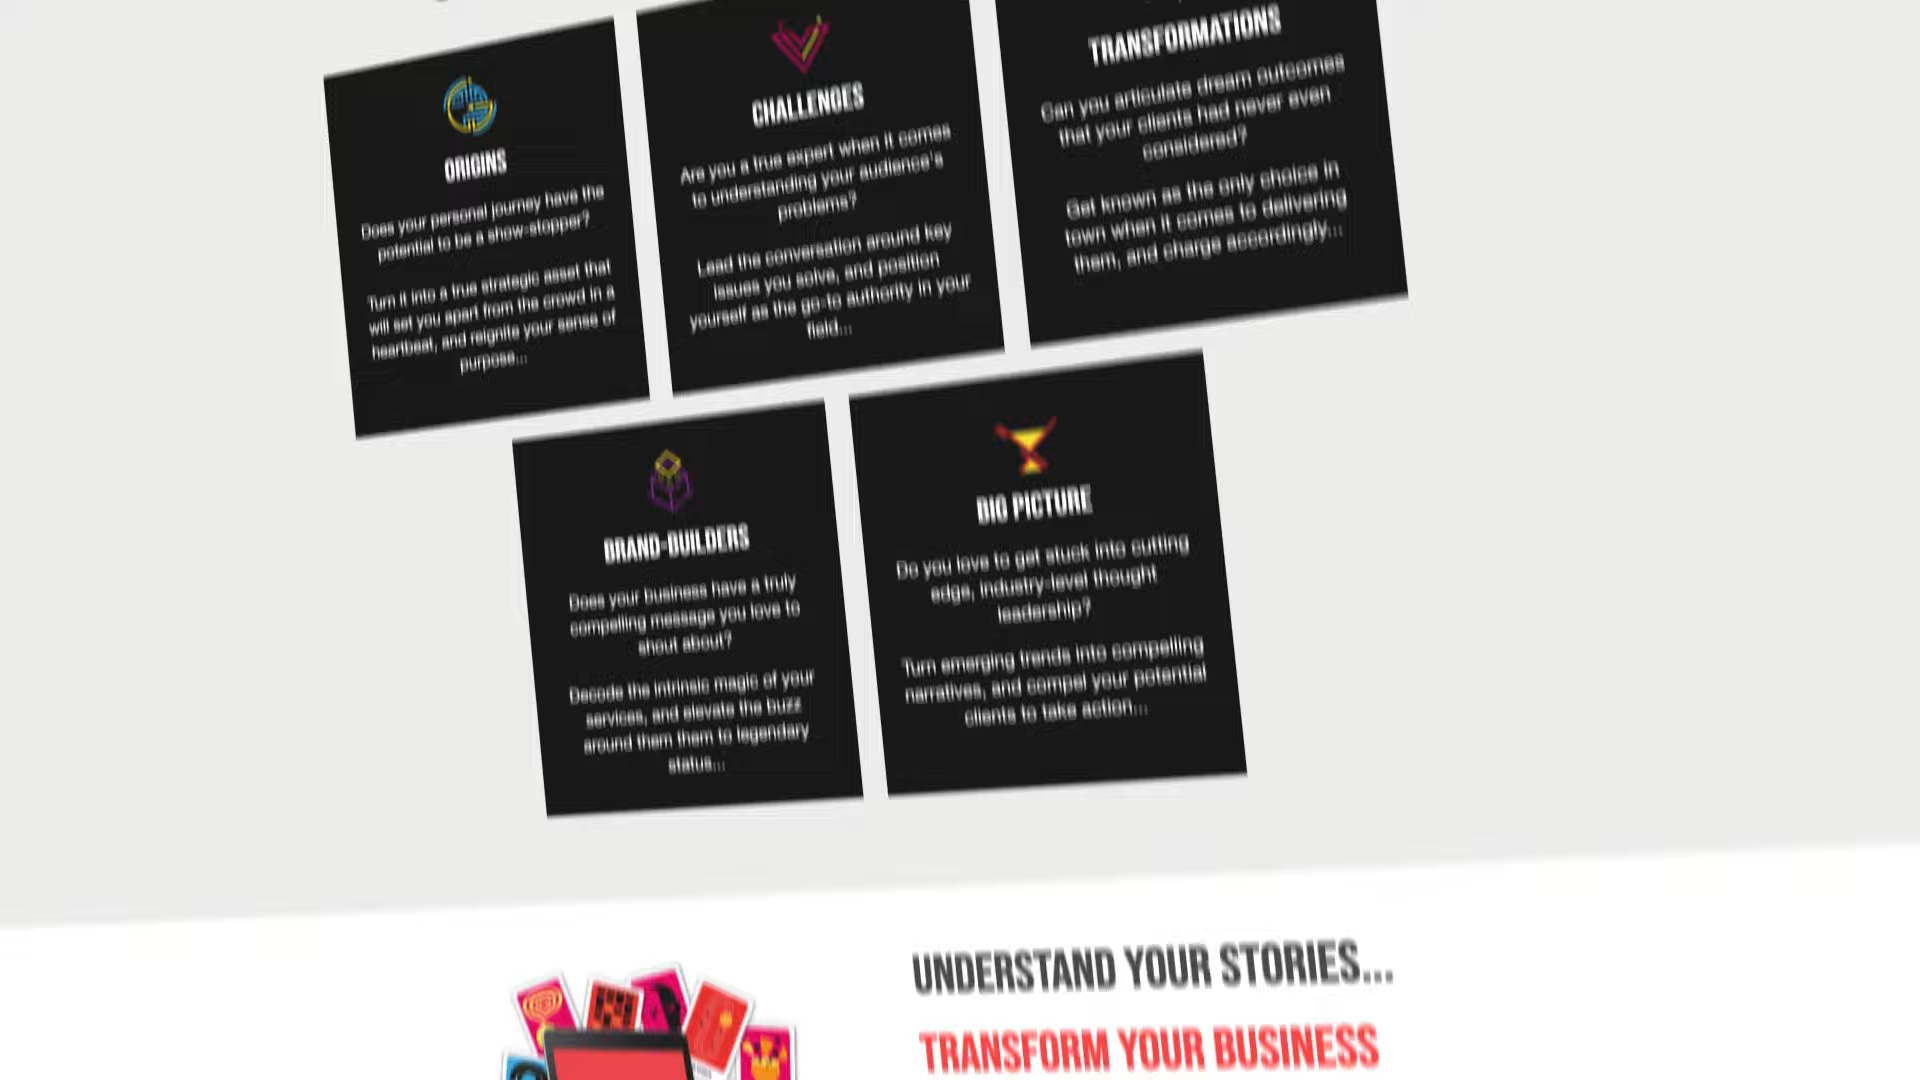 ORIGINS
Does your personal journey have the
potential to be a show-stopper?
Turn it into a true strategic asset that
will set you apart from the crowd in a
heartbeat, and reignite your sense of
purpose...
CHALLENGES
Are you a true expert when it comes
to understanding your audience's
problems?
Lead the conversation around key
issues you solve, and position
yourself as the go-to authority in your
field...
TRANSFORMATIONS
Can you articulate dream outcomes
that your clients had never even
considered?
Get known as the only choice in
town when it comes to delivering
them, and charge accordingly...
BRAND-BUILDERS
Does your business have a truly
compelling message you love to
shout about?
Decode the intrinsic magic of your
services, and elevate the buzz
around them them to legendary
status...
BIG PICTURE
Do you love to get stuck into cutting
edge, industry-level thought
leadership?
Turn emerging trends into compelling
narratives, and compel your potential
clients to take action...
UNDERSTAND YOUR STORIES...
TRANSFORM YOUR BUSINESS